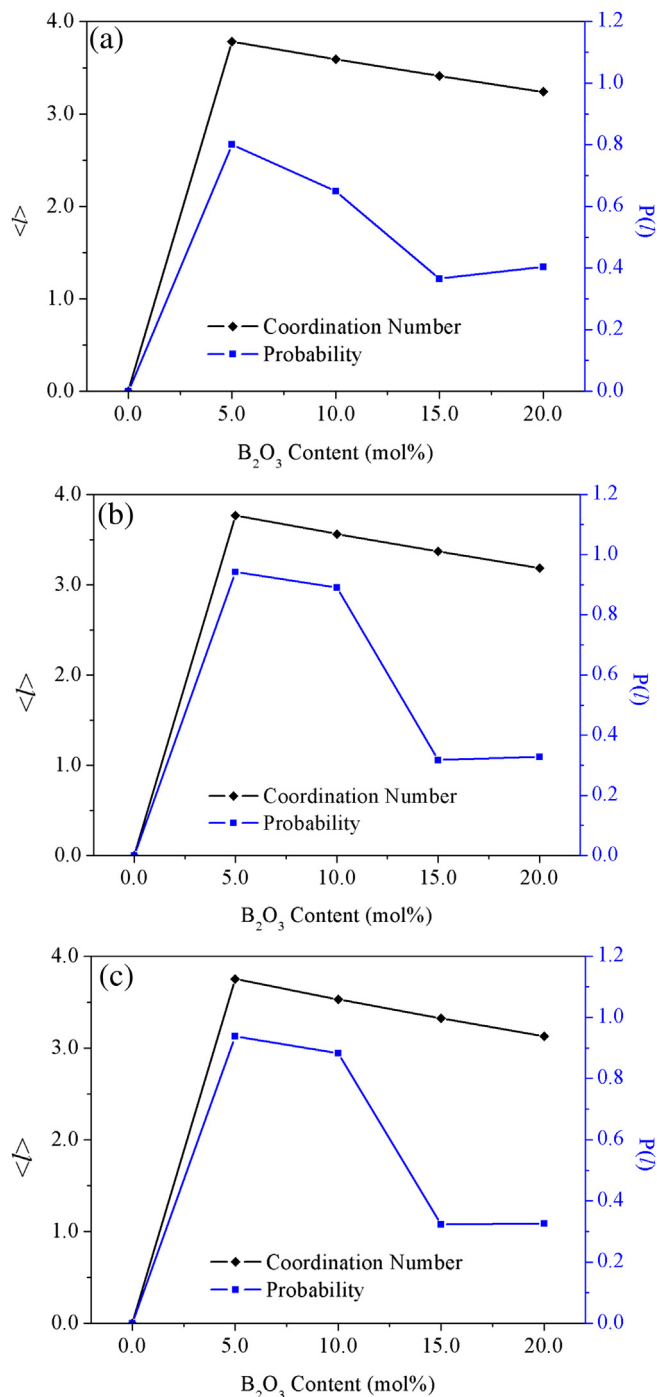 (a)
4.0
3.0
2.0
1.0
0.0
<l>
1.2
1.0
0.8
0.6
0.4
0.2
0.0
P(l)
Coordination Number
Probability
0.0 5.0 10.0 15.0 20.0
B₂O₃ Content (mol%)
(b)
4.0
3.0
2.0
1.0
0.0
<l>
1.2
1.0
0.8
0.6
0.4
0.2
0.0
P(l)
Coordination Number
Probability
0.0 5.0 10.0 15.0 20.0
B₂O₃ Content (mol%)
(c)
4.0
3.0
2.0
1.0
0.0
<l>
1.2
1.0
0.8
0.6
0.4
0.2
0.0
P(l)
Coordination Number
Probability
0.0 5.0 10.0 15.0 20.0
B₂O₃ Content (mol%)